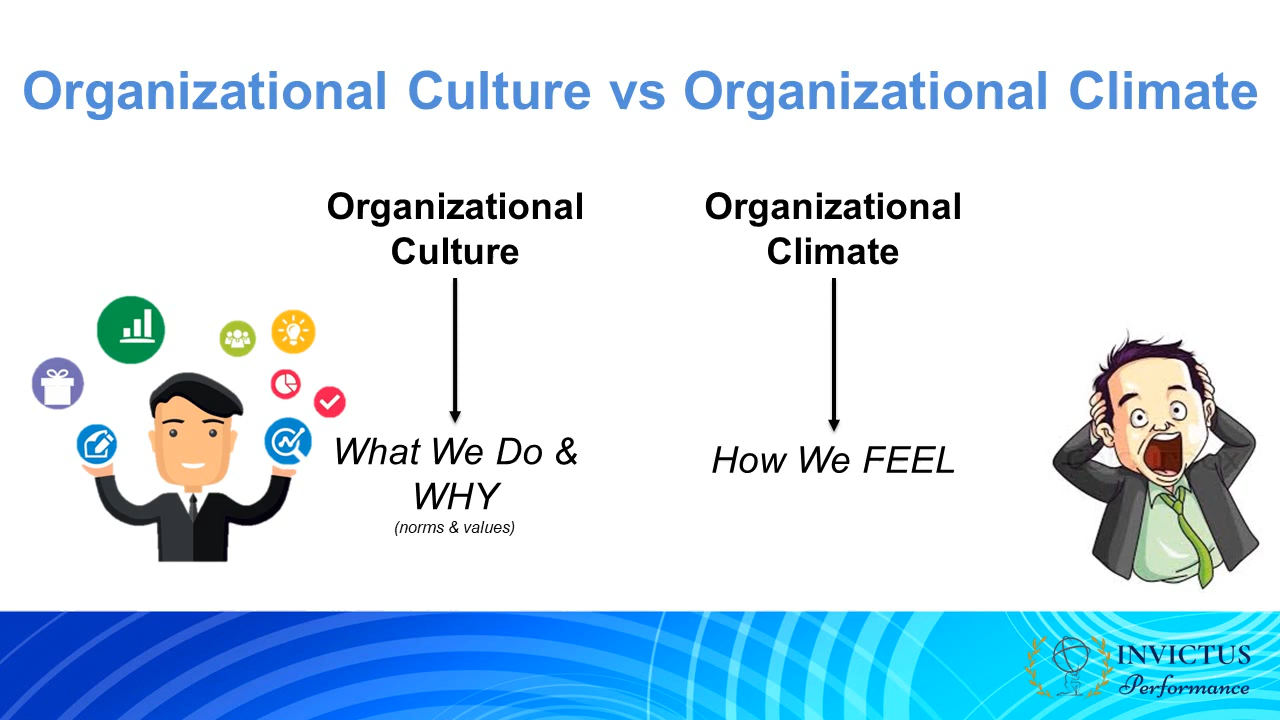 Organizational Culture vs Organizational Climate
Organizational
Culture
What We Do &
WHY
(norms & values)
Organizational
Climate
How We FEEL
INVICTUS
Performance